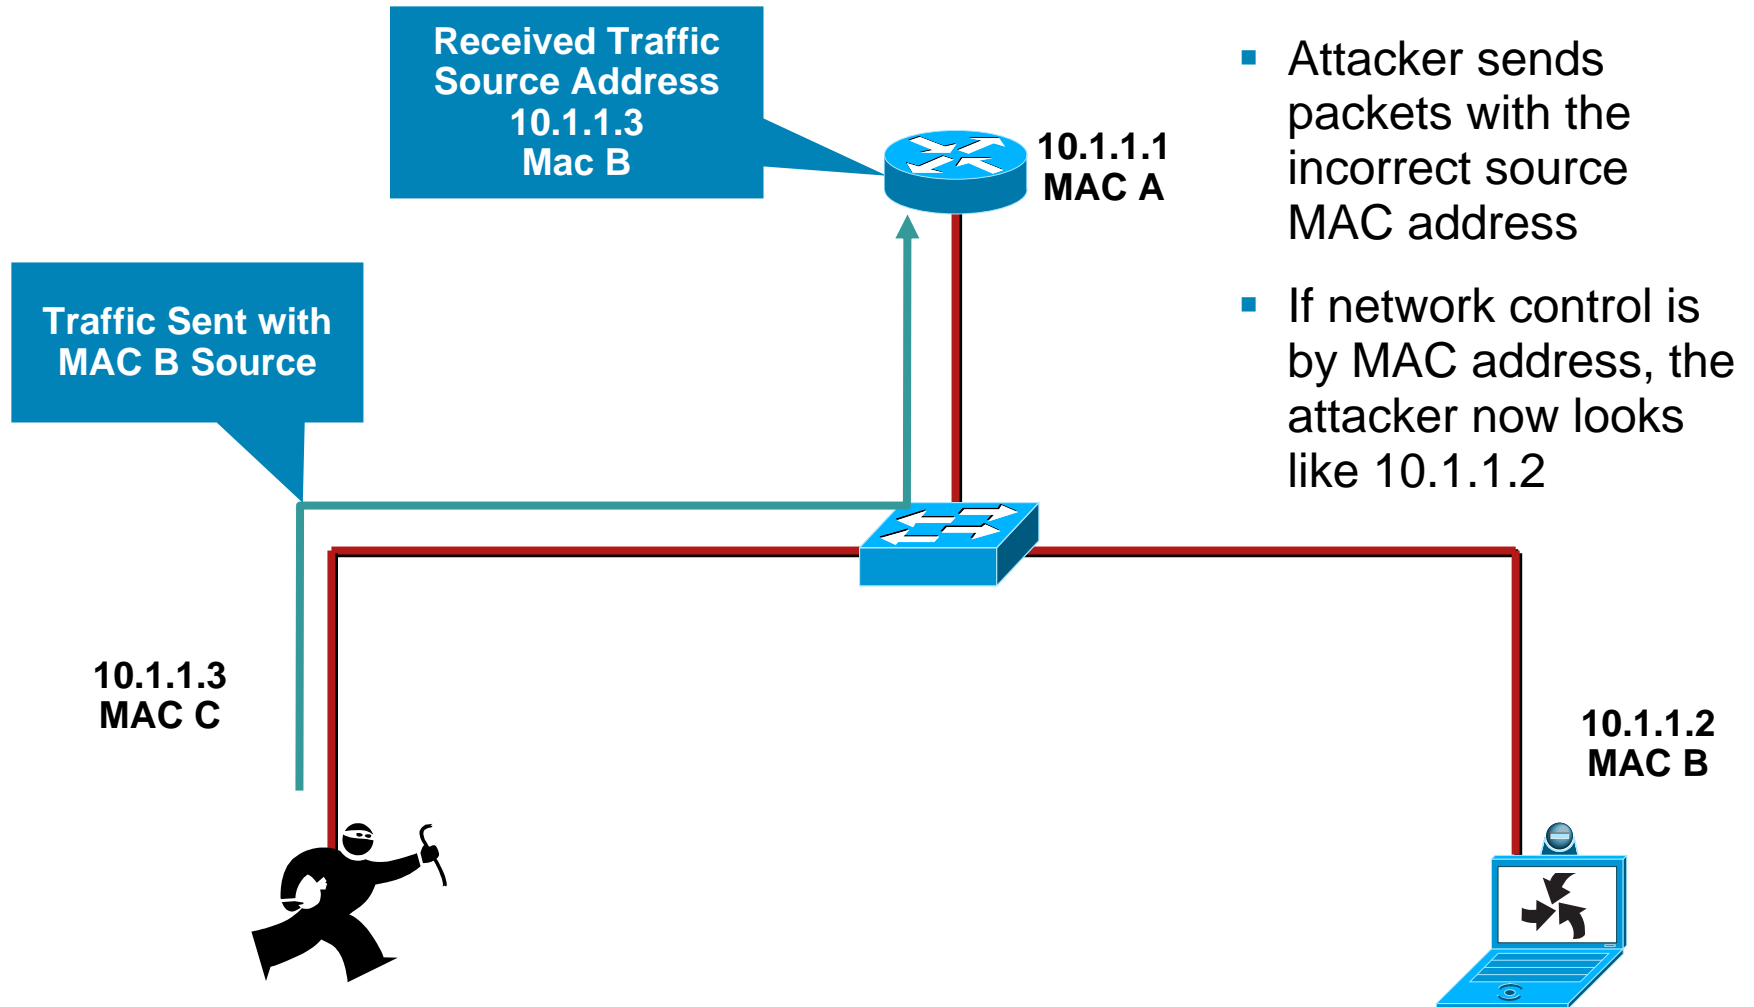 Received Traffic
Source Address
10.1.1.3
Mac B
10.1.1.1
MAC A
Traffic Sent with
MAC B Source
10.1.1.3
MAC C
10.1.1.2
MAC B
Attacker sends
packets with the
incorrect source
MAC address
If network control is
by MAC address, the
attacker now looks
like 10.1.1.2